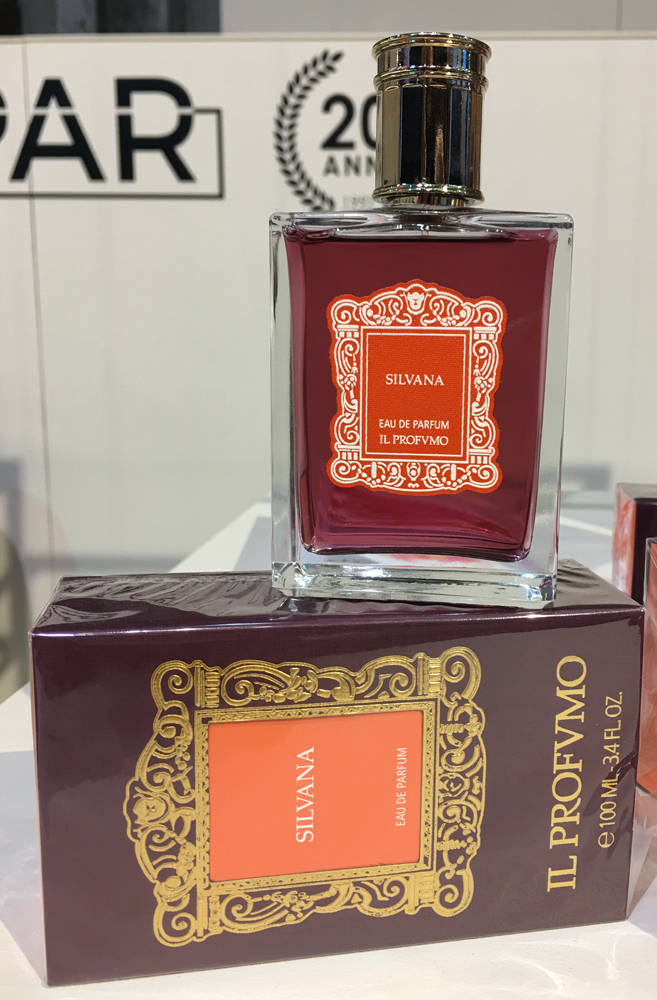 PAR
20
ANN
SILVANA
EAU DE PARFUM
IL PROFVMO
SILVANA
EAU DE PARFUM
IL PROFVMO
℮ 100 ML - 3.4 FL. OZ.